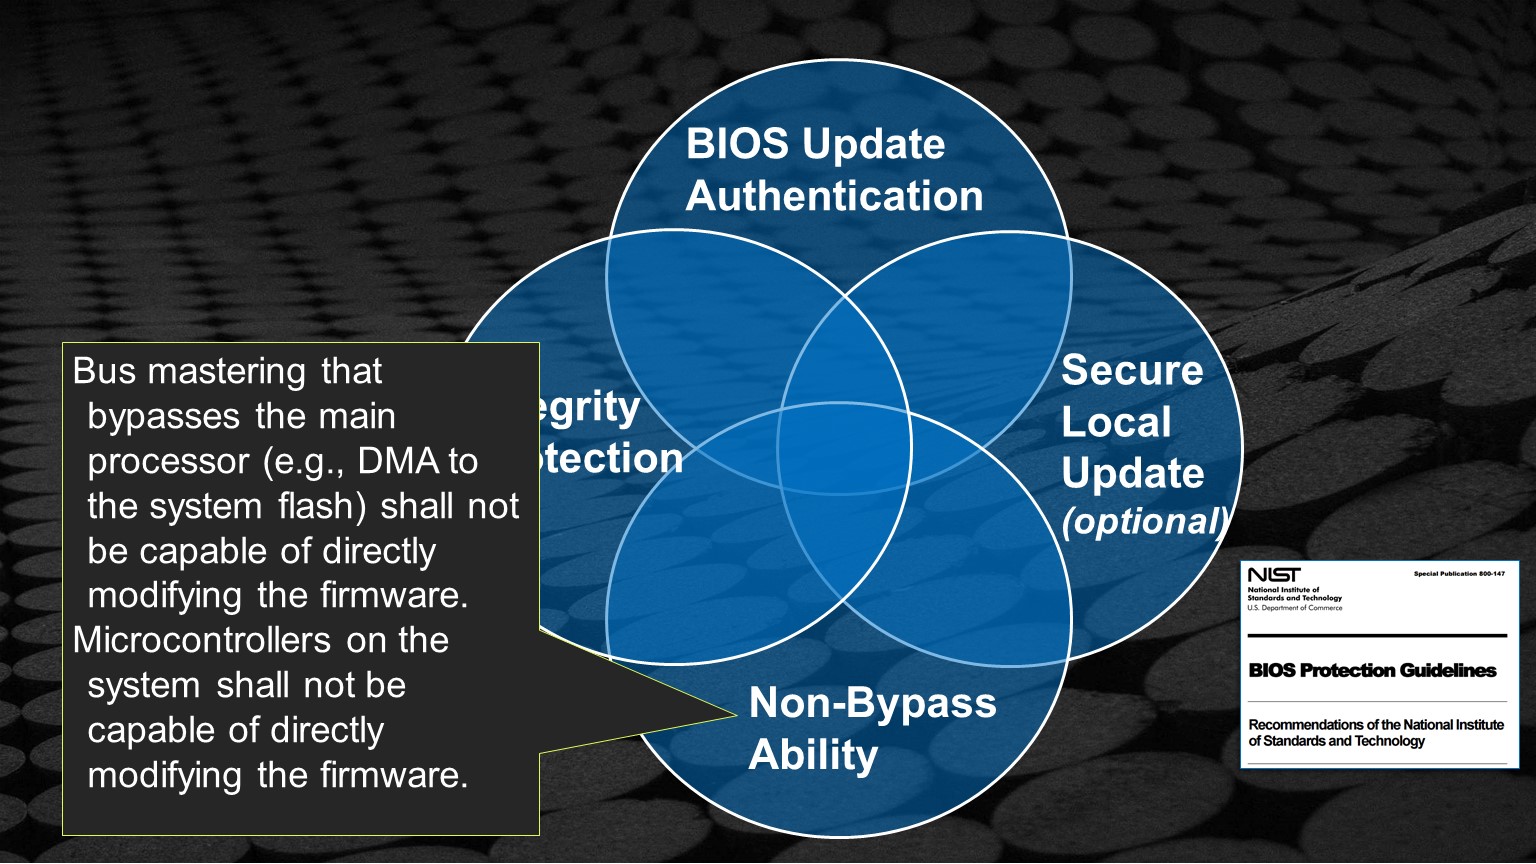 BIOS Update
Authentication
Bus mastering that
bypasses the main
processor (e.g., DMA to
the system flash) shall not
be capable of directly
modifying the firmware.
Microcontrollers on the
system shall not be
capable of directly
modifying the firmware.
egrity
otection
Secure
Local
Update
(optional)
Non-Bypass
Ability
NIST
National Institute of
Standards and Technology
U.S. Department of Commerce
Special Publication 800-147
BIOS Protection Guidelines
Recommendations of the National Institute
of Standards and Technology